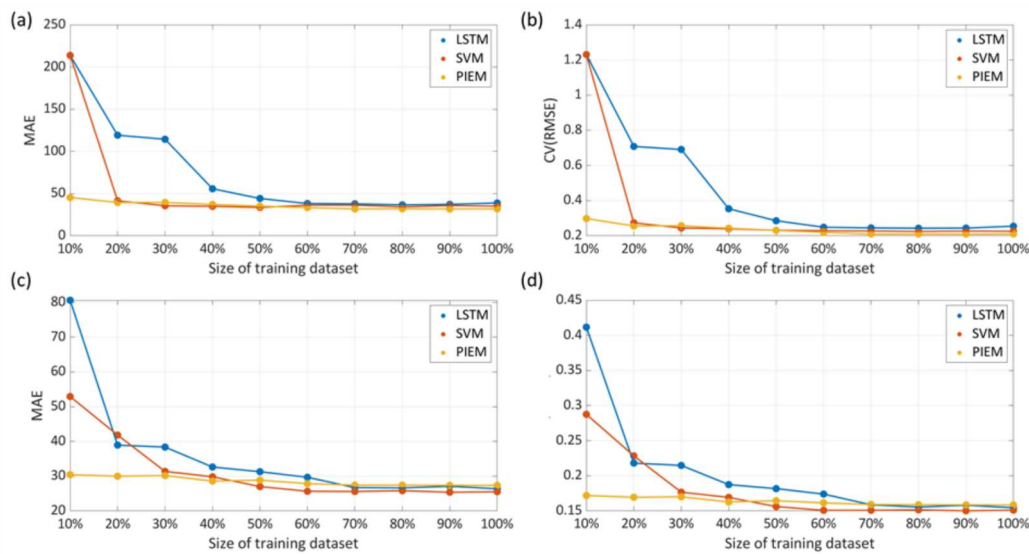 (a)
250
200
150
100
50
0
MAE
LSTM
SVM
PIEM
10% 20% 30% 40% 50% 60% 70% 80% 90% 100%
Size of training dataset
(b)
1.4
1.2
1
0.8
0.6
0.4
0.2
CV(RMSE)
LSTM
SVM
PIEM
10% 20% 30% 40% 50% 60% 70% 80% 90% 100%
Size of training dataset
(c)
80
70
60
50
40
30
20
MAE
LSTM
SVM
PIEM
10% 20% 30% 40% 50% 60% 70% 80% 90% 100%
Size of training dataset
(d)
0.45
0.4
0.35
0.3
0.25
0.2
0.15
LSTM
SVM
PIEM
10% 20% 30% 40% 50% 60% 70% 80% 90% 100%
Size of training dataset